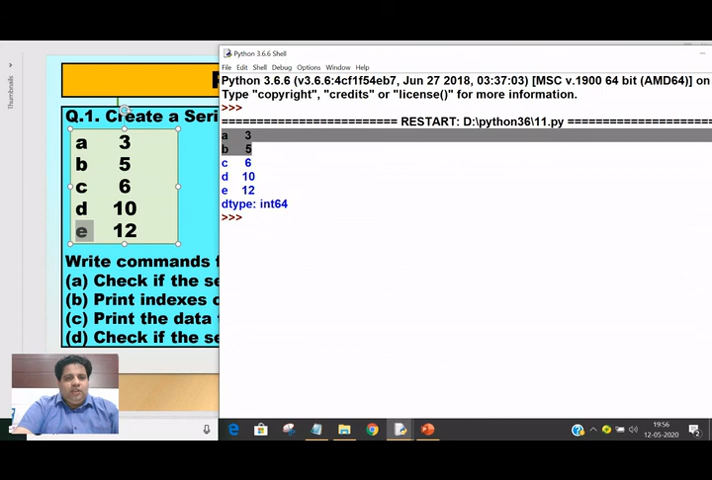 Python 3.6.6 Shell
File Edit Shell Debug Options Window Help
Python 3.6.6 (v3.6.6:4cf1f54eb7, Jun 27 2018, 03:37:03) [MSC v.1900 64 bit (AMD64)] on
Type "copyright", "credits" or "license()" for more information.
>>>
RESTART: D:\python36\11.py
a 3
b 5
c 6
d 10
e 12
dtype: int64
>>>
Thumbnails
Q.1. Create a Seri
a 3
b 5
c 6
d 10
e 12
Write commands
(a) Check if the se
(b) Print indexes
(c) Print the data
(d) Check if the se
19:56
12-05-2020